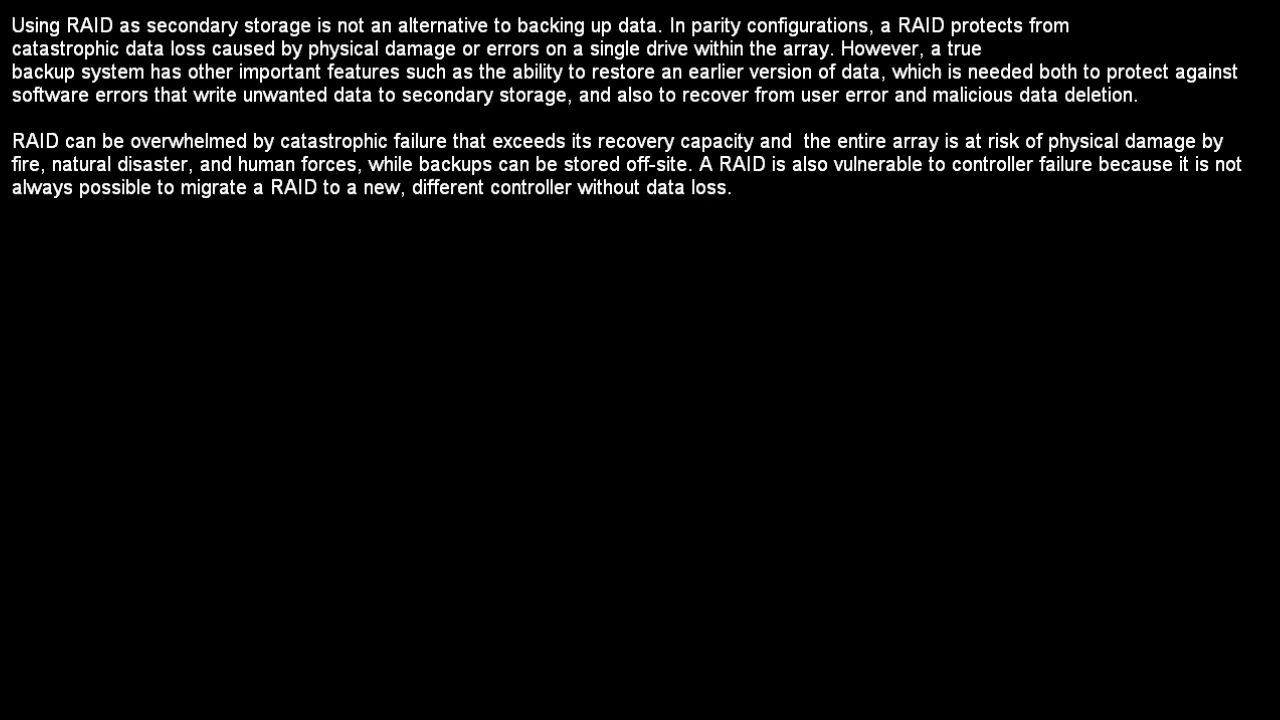 Using RAID as secondary storage is not an alternative to backing up data. In parity configurations, a RAID protects from
catastrophic data loss caused by physical damage or errors on a single drive within the array. However, a true
backup system has other important features such as the ability to restore an earlier version of data, which is needed both to protect against
software errors that write unwanted data to secondary storage, and also to recover from user error and malicious data deletion.

RAID can be overwhelmed by catastrophic failure that exceeds its recovery capacity and  the entire array is at risk of physical damage by
fire, natural disaster, and human forces, while backups can be stored off-site. A RAID is also vulnerable to controller failure because it is not
always possible to migrate a RAID to a new, different controller without data loss.